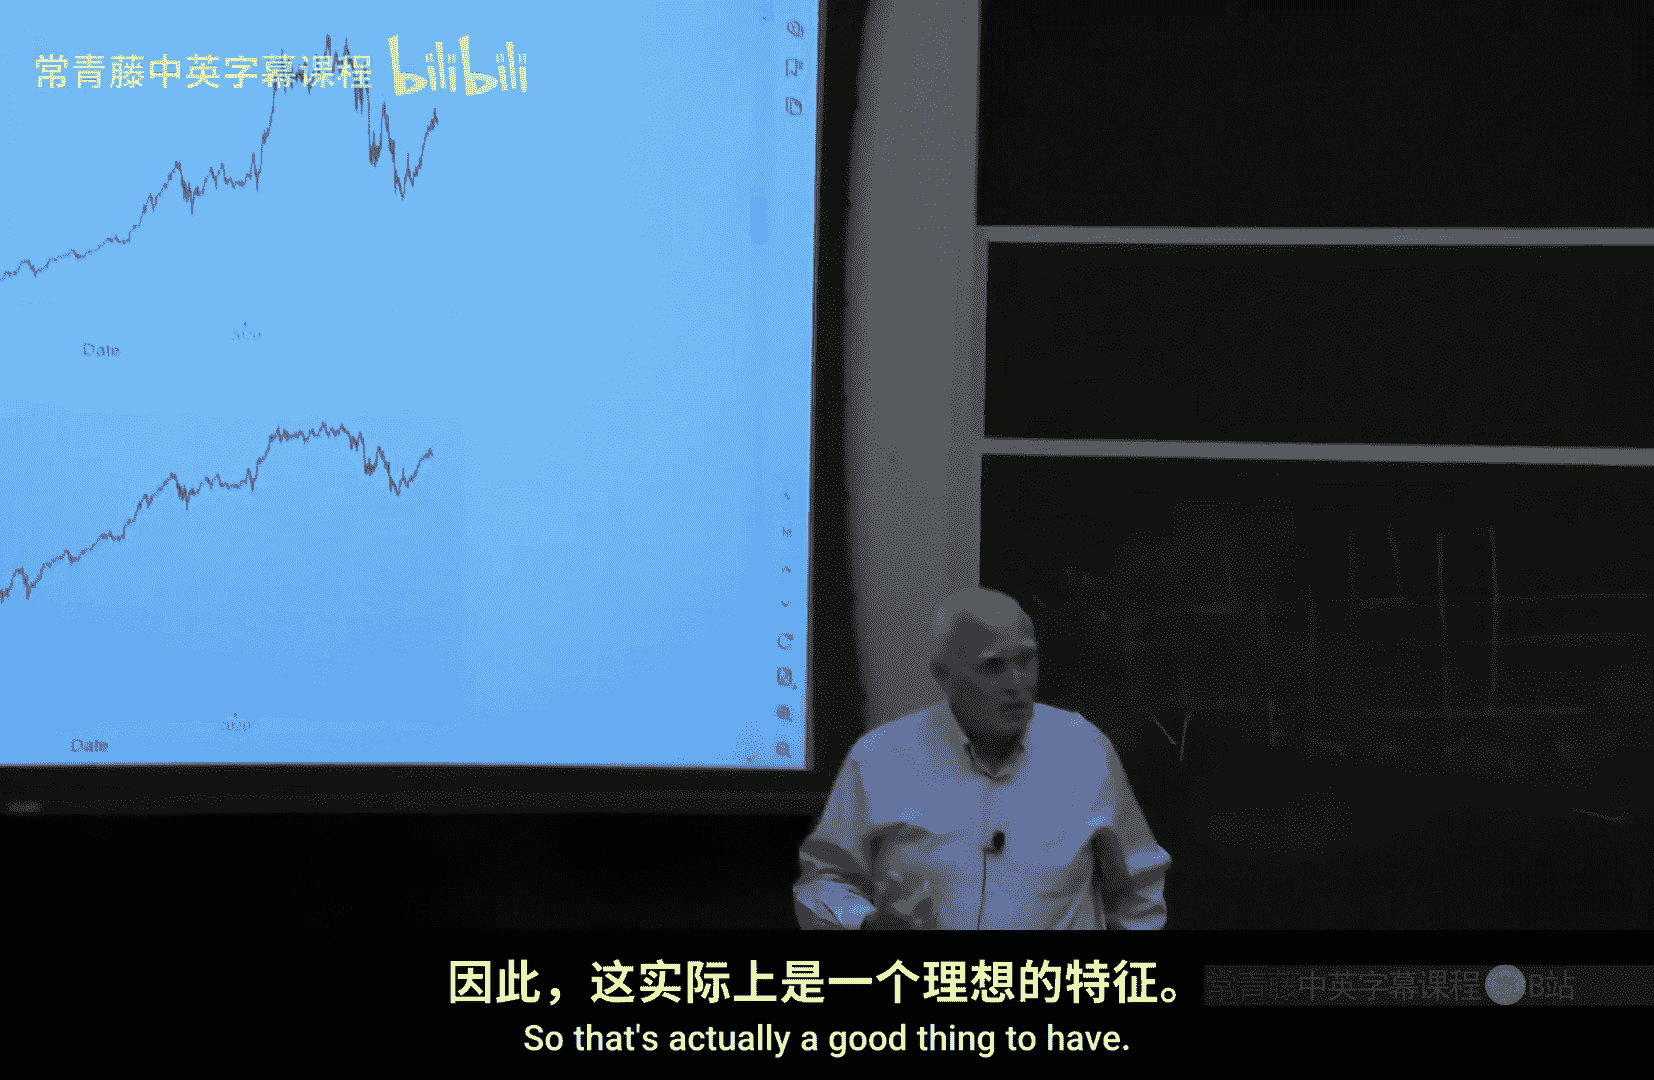 常青藤中英字幕课程 bilibili
2020
Date
2020
Date
因此，这实际上是一个理想的特征。
常青藤中英字幕课程 B站
So that's actually a good thing to have.